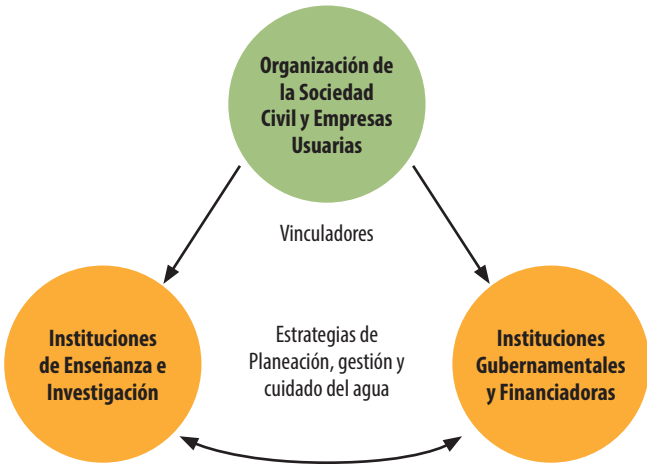 Organización de
la Sociedad
Civil y Empresas
Usuarias
Vinculadores
Instituciones
de Enseñanza e
Investigación
Estrategias de
Planeación, gestión y
cuidado del agua
Instituciones
Gubernamentales
y Financiadoras